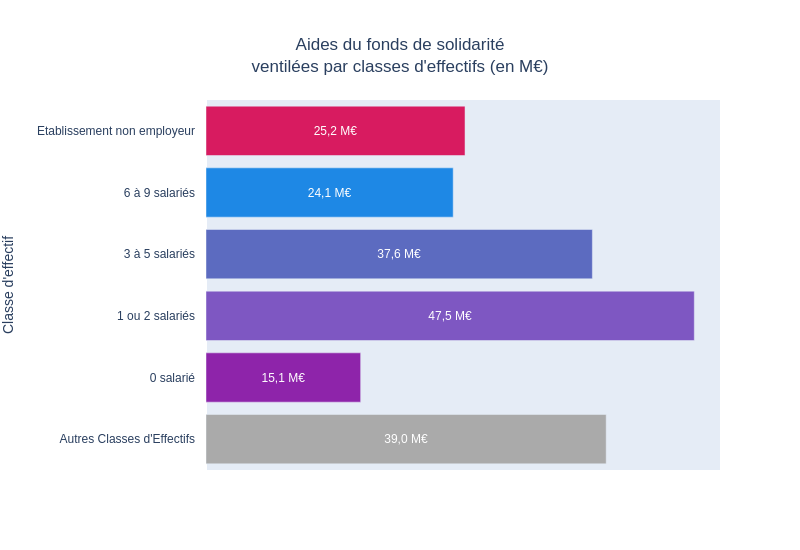 Aides du fonds de solidarité
ventilées par classes d'effectifs (en M€)
Classe d'effectif
Etablissement non employeur 25,2 M€
6 à 9 salariés 24,1 M€
3 à 5 salariés 37,6 M€
1 ou 2 salariés 47,5 M€
0 salarié 15,1 M€
Autres Classes d'Effectifs 39,0 M€